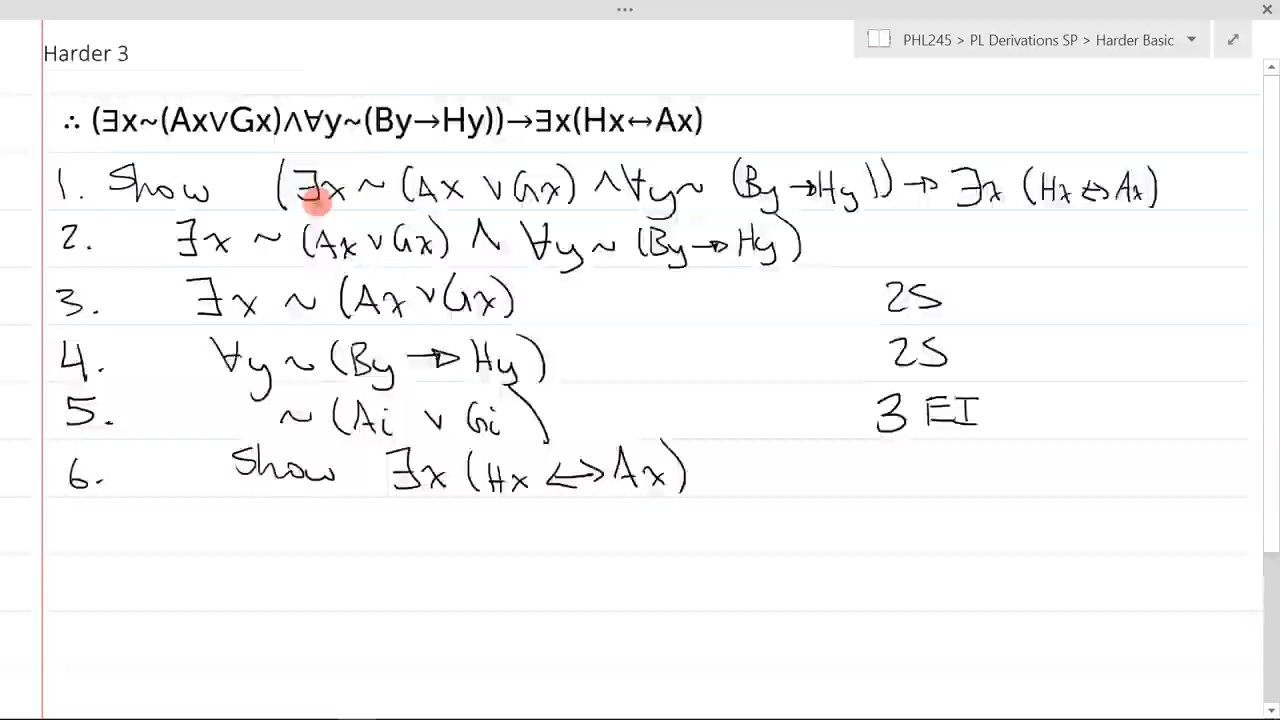 PHL245 > PL Derivations SP > Harder Basic
Harder 3
∴ (∃x~(Ax∨Gx)∧∀y~(By→Hy))→∃x(Hx↔Ax)
1. Show (∃x ~ (Ax ∨ Gx) ∧ ∀y ~ (By → Hy)) → ∃x (Hx ↔ Ax)
2. ∃x ~ (Ax ∨ Gx) ∧ ∀y ~ (By → Hy)
3. ∃x ~ (Ax ∨ Gx) 2S
4. ∀y ~ (By → Hy) 2S
5. ~ (Ai ∨ Gi) 3 EI
6. Show ∃x (Hx ↔ Ax)